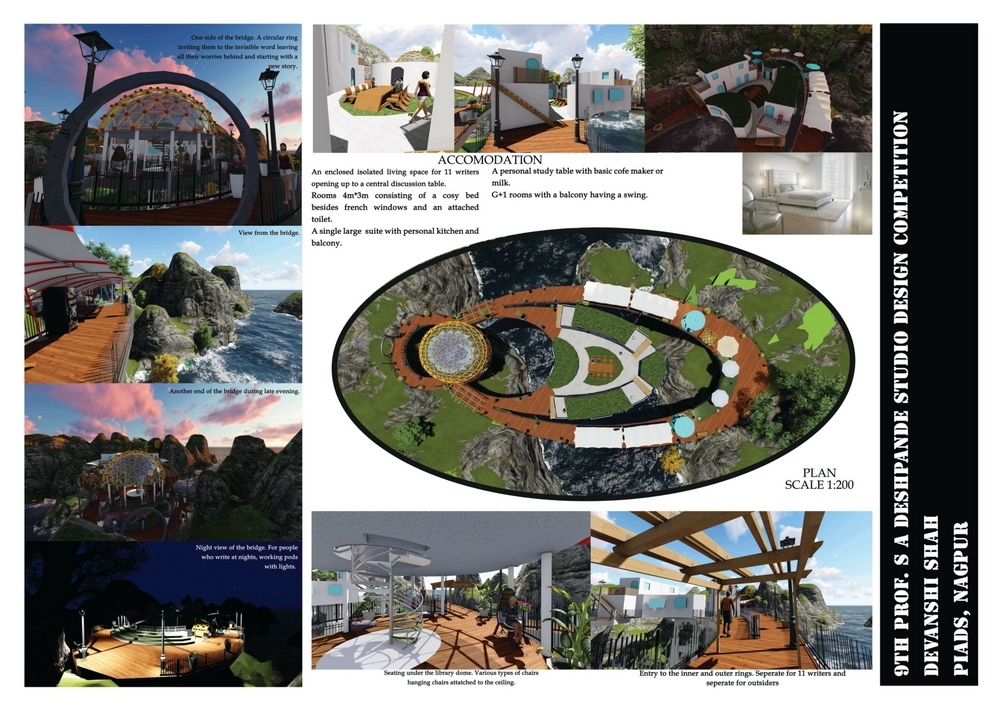 One side of the bridge. A circular ring
inviting them to the invisible word leaving
all their worries behind and starting with a
new story.
View from the bridge.
Another end of the bridge during late evening.
Night view of the bridge. For people
who write at nights, working pods
with lights.
ACCOMODATION
An enclosed isolated living space for 11 writers
opening up to a central discussion table.
Rooms 4m*3m consisting of a cosy bed
besides french windows and an attached
toilet.
A single large suite with personal kitchen and
balcony.
A personal study table with basic cofe maker or
milk.
G+1 rooms with a balcony having a swing.
PLAN
SCALE 1:200
Seating under the library dome. Various types of chairs
hanging chairs attatched to the ceiling.
Entry to the inner and outer rings. Seperate for 11 writers and
seperate for outsiders
9TH PROF. S A DESHPANDE STUDIO DESIGN COMPETITION
DEVANSHI SHAH
PIADS, NAGPUR